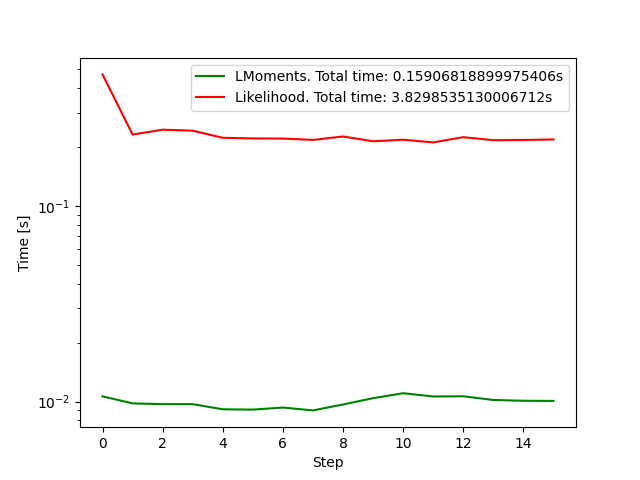 LMoments. Total time: 0.15906818899975406s
Likelihood. Total time: 3.8298535130006712s
Time [s]
10⁻¹
10⁻²
0 2 4 6 8 10 12 14
Step